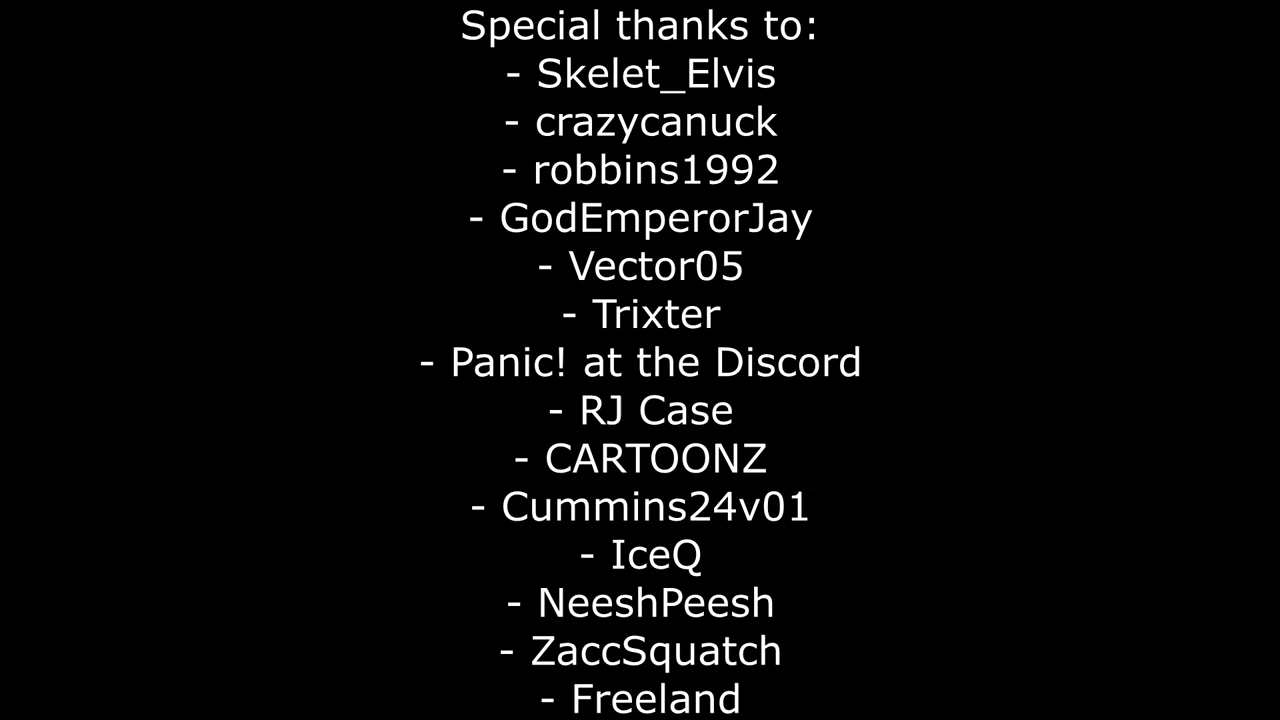 Special thanks to:
- Skelet_Elvis
- crazycanuck
- robbins1992
- GodEmperorJay
- Vector05
- Trixter
- Panic! at the Discord
- RJ Case
- CARTOONZ
- Cummins24v01
- IceQ
- NeeshPeesh
- ZaccSquatch
- Freeland